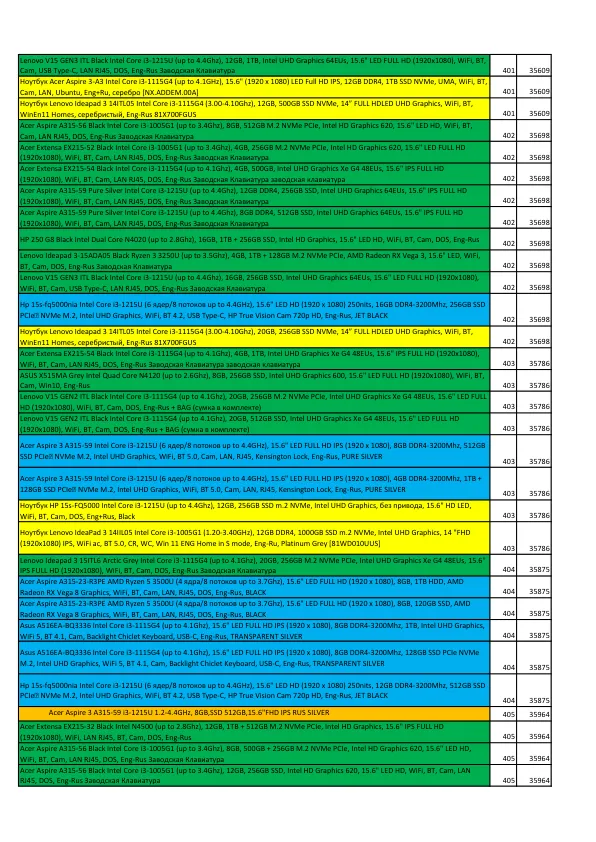 Lenovo V15 GEN3 ITL Black Intel Core i3-1215U (up to 4.4Ghz), 12GB, 1TB, Intel UHD Graphics 64EUs, 15.6" LED FULL HD (1920x1080), WiFi, BT,
Cam, USB Type-C, LAN RJ45, DOS, Eng-Rus Заводская Клавиатура 401 35609
Ноутбук Acer Aspire 3-A3 Intel Core i3-1115G4 (up to 4.1GHz), 15.6" (1920 x 1080) LED Full HD IPS, 12GB DDR4, 1TB SSD NVMe, UMA, WiFi, BT,
Cam, LAN, Ubuntu, Eng+Ru, серебро [NX.ADDEM.00A] 401 35609
Ноутбук Lenovo Ideapad 3 14ITL05 Intel Core i3-1115G4 (3.00-4.10Ghz), 12GB, 500GB SSD NVMe, 14” FULL HDLED UHD Graphics, WiFi, BT,
WinEn11 Homes, серебристый, Eng-Rus 81X700FGUS 401 35609
Acer Aspire A315-56 Black Intel Core i3-1005G1 (up to 3.4Ghz), 8GB, 512GB M.2 NVMe PCIe, Intel HD Graphics 620, 15.6" LED HD, WiFi, BT,
Cam, LAN RJ45, DOS, Eng-Rus Заводская Клавиатура 402 35698
Acer Extensa EX215-52 Black Intel Core i3-1005G1 (up to 3.4Ghz), 4GB, 256GB M.2 NVMe PCIe, Intel HD Graphics 620, 15.6" LED FULL HD
(1920x1080), WiFi, BT, Cam, LAN RJ45, DOS, Eng-Rus Заводская Клавиатура 402 35698
Acer Extensa EX215-54 Black Intel Core i3-1115G4 (up to 4.1Ghz), 4GB, 500GB, Intel UHD Graphics Xe G4 48EUs, 15.6" IPS FULL HD
(1920x1080), WiFi, BT, Cam, LAN RJ45, DOS, Eng-Rus Заводская Клавиатура заводская клавиатура 402 35698
Acer Aspire A315-59 Pure Silver Intel Core i3-1215U (up to 4.4Ghz), 12GB DDR4, 256GB SSD, Intel UHD Graphics 64EUs, 15.6" IPS FULL HD
(1920x1080), WiFi, BT, Cam, LAN RJ45, DOS, Eng-Rus Заводская Клавиатура 402 35698
Acer Aspire A315-59 Pure Silver Intel Core i3-1215U (up to 4.4Ghz), 8GB DDR4, 512GB SSD, Intel UHD Graphics 64EUs, 15.6" IPS FULL HD
(1920x1080), WiFi, BT, Cam, LAN RJ45, DOS, Eng-Rus Заводская Клавиатура 402 35698
HP 250 G8 Black Intel Dual Core N4020 (up to 2.8Ghz), 16GB, 1TB + 256GB SSD, Intel HD Graphics, 15.6" LED HD, WiFi, BT, Cam, DOS, Eng-Rus 402 35698
Lenovo Ideapad 3-15ADA05 Black Ryzen 3 3250U (up to 3.5Ghz), 4GB, 1TB + 128GB M.2 NVMe PCIe, AMD Radeon RX Vega 3, 15.6" LED, WiFi,
BT, Cam, DOS, Eng-Rus Заводская клавиатура 402 35698
Lenovo V15 GEN3 ITL Black Intel Core i3-1215U (up to 4.4Ghz), 16GB, 256GB SSD, Intel UHD Graphics 64EUs, 15.6" LED FULL HD (1920x1080),
WiFi, BT, Cam, USB Type-C, LAN RJ45, DOS, Eng-Rus Заводская Клавиатура 402 35698
Hp 15s-fq5000nia Intel Core i3-1215U (6 ядер/8 потоков up to 4.4GHz), 15.6" LED HD (1920 x 1080) 250nits, 16GB DDR4-3200Mhz, 256GB SSD
PCIe® NVMe M.2, Intel UHD Graphics, WiFi, BT 4.2, USB Type-C, HP True Vision Cam 720p HD, Eng-Rus, JET BLACK 402 35698
Ноутбук Lenovo Ideapad 3 14ITL05 Intel Core i3-1115G4 (3.00-4.10Ghz), 20GB, 256GB SSD NVMe, 14” FULL HDLED UHD Graphics, WiFi, BT,
WinEn11 Homes, серебристый, Eng-Rus 81X700FGUS 402 35698
Acer Extensa EX215-54 Black Intel Core i3-1115G4 (up to 4.1Ghz), 4GB, 1TB, Intel UHD Graphics Xe G4 48EUs, 15.6" IPS FULL HD (1920x1080),
WiFi, BT, Cam, LAN RJ45, DOS, Eng-Rus Заводская Клавиатура заводская клавиатура 403 35786
ASUS X515MA Grey Intel Quad Core N4120 (up to 2.6Ghz), 8GB, 256GB SSD, Intel UHD Graphics 600, 15.6" LED FULL HD (1920x1080), WiFi, BT,
Cam, Win10, Eng-Rus 403 35786
Lenovo V15 GEN2 ITL Black Intel Core i3-1115G4 (up to 4.1Ghz), 20GB, 256GB M.2 NVMe PCIe, Intel UHD Graphics Xe G4 48EUs, 15.6" LED FULL
HD (1920x1080), WiFi, BT, Cam, DOS, Eng-Rus + BAG (сумка в комплекте) 403 35786
Lenovo V15 GEN2 ITL Black Intel Core i3-1115G4 (up to 4.1Ghz), 20GB, 512GB SSD, Intel UHD Graphics Xe G4 48EUs, 15.6" LED FULL HD
(1920x1080), WiFi, BT, Cam, DOS, Eng-Rus + BAG (сумка в комплекте) 403 35786
Acer Aspire 3 A315-59 Intel Core i3-1215U (6 ядер/8 потоков up to 4.4GHz), 15.6" LED FULL HD IPS (1920 x 1080), 8GB DDR4-3200Mhz, 512GB
SSD PCIe® NVMe M.2, Intel UHD Graphics, WiFi, BT 5.0, Cam, LAN, RJ45, Kensington Lock, Eng-Rus, PURE SILVER 403 35786
Acer Aspire 3 A315-59 Intel Core i3-1215U (6 ядер/8 потоков up to 4.4GHz), 15.6" LED FULL HD IPS (1920 x 1080), 4GB DDR4-3200Mhz, 1TB +
128GB SSD PCIe® NVMe M.2, Intel UHD Graphics, WiFi, BT 5.0, Cam, LAN, RJ45, Kensington Lock, Eng-Rus, PURE SILVER 403 35786
Ноутбук HP 15s-FQ5000 Intel Core i3-1215U (up to 4.4Ghz), 12GB, 256GB SSD m.2 NVMe, Intel UHD Graphics, без привода, 15.6" HD LED,
WiFi, BT, Cam, DOS, Eng+Rus, Black 403 35786
Ноутбук Lenovo IdeaPad 3 14IIL05 Intel Core i3-1005G1 (1.20-3.40GHz), 12GB DDR4, 1000GB SSD m.2 NVMe, Intel UHD Graphics, 14 "FHD
(1920x1080) IPS, WiFi ac, BT 5.0, CR, WC, Win 11 ENG Home in S mode, Eng-Ru, Platinum Grey [81WD010UUS] 403 35786
Lenovo Ideapad 3 15ITL6 Arctic Grey Intel Core i3-1115G4 (up to 4.1Ghz), 20GB, 256GB M.2 NVMe PCIe, Intel UHD Graphics Xe G4 48EUs, 15.6"
IPS FULL HD (1920x1080), WiFi, BT, Cam, DOS, Eng-Rus Заводская Клавиатура 404 35875
Acer Aspire A315-23-R3PE AMD Ryzen 5 3500U (4 ядра/8 потоков up to 3.7Ghz), 15.6" LED FULL HD (1920 x 1080), 8GB, 1TB HDD, AMD
Radeon RX Vega 8 Graphics, WiFi, BT, Cam, LAN, RJ45, DOS, Eng-Rus, BLACK 404 35875
Acer Aspire A315-23-R3PE AMD Ryzen 5 3500U (4 ядра/8 потоков up to 3.7Ghz), 15.6" LED FULL HD (1920 x 1080), 8GB, 120GB SSD, AMD
Radeon RX Vega 8 Graphics, WiFi, BT, Cam, LAN, RJ45, DOS, Eng-Rus, BLACK 404 35875
Asus A516EA-BQ3336 Intel Core i3-1115G4 (up to 4.1Ghz), 15.6" LED FULL HD IPS (1920x1080), 8GB DDR4-3200Mhz, 1TB, Intel UHD Graphics,
WiFi 5, BT 4.1, Cam, Backlight Chiclet Keyboard, USB-C, Eng-Rus, TRANSPARENT SILVER 404 35875
Asus A516EA-BQ3336 Intel Core i3-1115G4 (up to 4.1Ghz), 15.6" LED FULL HD IPS (1920x1080), 8GB DDR4-3200Mhz, 128GB SSD PCIe NVMe
M.2, Intel UHD Graphics, WiFi 5, BT 4.1, Cam, Backlight Chiclet Keyboard, USB-C, Eng-Rus, TRANSPARENT SILVER 404 35875
Hp 15s-fq5000nia Intel Core i3-1215U (6 ядер/8 потоков up to 4.4GHz), 15.6" LED HD (1920 x 1080) 250nits, 12GB DDR4-3200Mhz, 512GB SSD
PCIe® NVMe M.2, Intel UHD Graphics, WiFi, BT 4.2, USB Type-C, HP True Vision Cam 720p HD, Eng-Rus, JET BLACK 404 35875
Acer Aspire 3 A315-59 i3-1215U 1.2-4.4GHz, 8GB,SSD 512GB,15.6"FHD IPS RUS SILVER 405 35964
Acer Extensa EX215-32 Black Intel N4500 (up to 2.8Ghz), 12GB, 1TB + 512GB M.2 NVMe PCIe, Intel HD Graphics, 15.6" IPS FULL HD
(1920x1080), WiFi, BT, Cam, LAN RJ45, DOS, Eng-Rus 405 35964
Acer Aspire A315-56 Black Intel Core i3-1005G1 (up to 3.4Ghz), 8GB, 500GB + 256GB M.2 NVMe PCIe, Intel HD Graphics 620, 15.6" LED HD,
WiFi, BT, Cam, LAN RJ45, DOS, Eng-Rus Заводская Клавиатура 405 35964
Acer Aspire A315-56 Black Intel Core i3-1005G1 (up to 3.4Ghz), 12GB, 256GB SSD, Intel HD Graphics 620, 15.6" LED HD, WiFi, BT, Cam, LAN
RJ45, DOS, Eng-Rus Заводская Клавиатура 405 35964